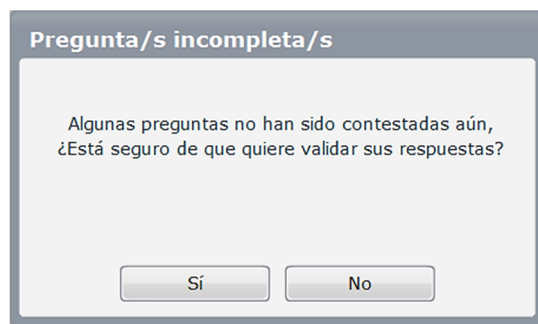 Pregunta/s incompleta/s
Algunas preguntas no han sido contestadas aún,
¿Está seguro de que quiere validar sus respuestas?
Sí
No